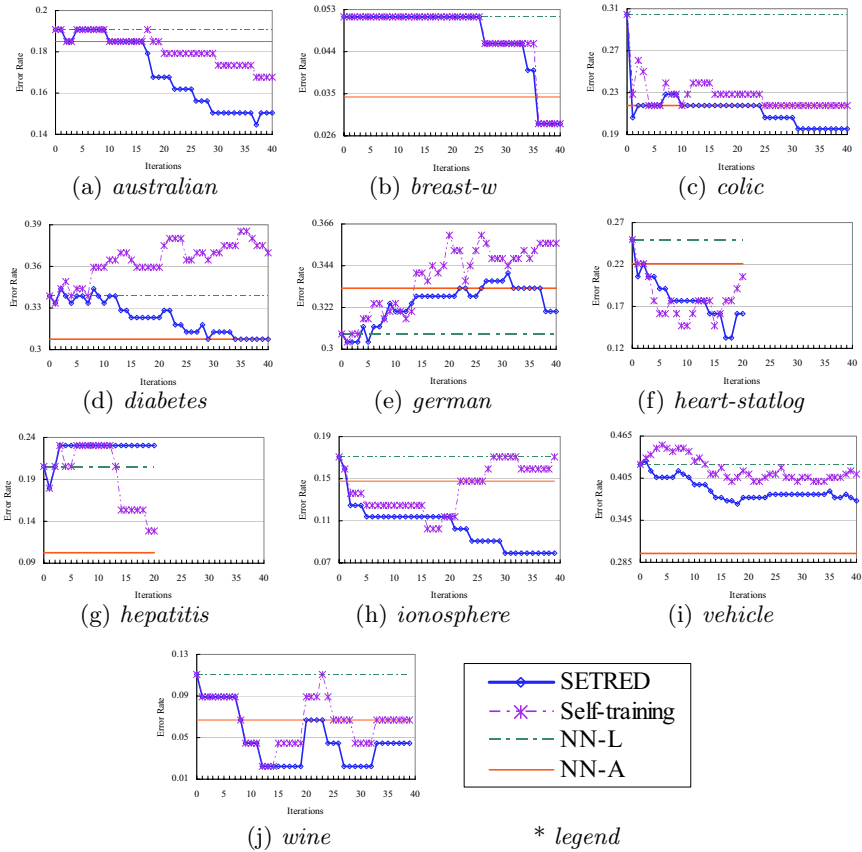 0.2
0.18
0.16
0.14
Error Rate
0 5 10 15 20 25 30 35 40
Iterations
(a) australian
0.053
0.044
0.035
0.026
Error Rate
0 5 10 15 20 25 30 35 40
Iterations
(b) breast-w
0.31
0.27
0.23
0.19
Error Rate
0 5 10 15 20 25 30 35 40
Iterations
(c) colic
0.39
0.36
0.33
0.3
Error Rate
0 5 10 15 20 25 30 35 40
Iterations
(d) diabetes
0.366
0.344
0.322
0.3
Error Rate
0 5 10 15 20 25 30 35 40
Iterations
(e) german
0.27
0.22
0.17
0.12
Error Rate
0 5 10 15 20 25 30 35 40
Iterations
(f) heart-statlog
0.24
0.19
0.14
0.09
Error Rate
0 5 10 15 20 25 30 35 40
Iterations
(g) hepatitis
0.19
0.15
0.11
0.07
Error Rate
0 5 10 15 20 25 30 35 40
Iterations
(h) ionosphere
0.465
0.405
0.345
0.285
Error Rate
0 5 10 15 20 25 30 35 40
Iterations
(i) vehicle
0.13
0.09
0.05
0.01
Error Rate
0 5 10 15 20 25 30 35 40
Iterations
(j) wine
SETRED
Self-training
NN-L
NN-A
* legend